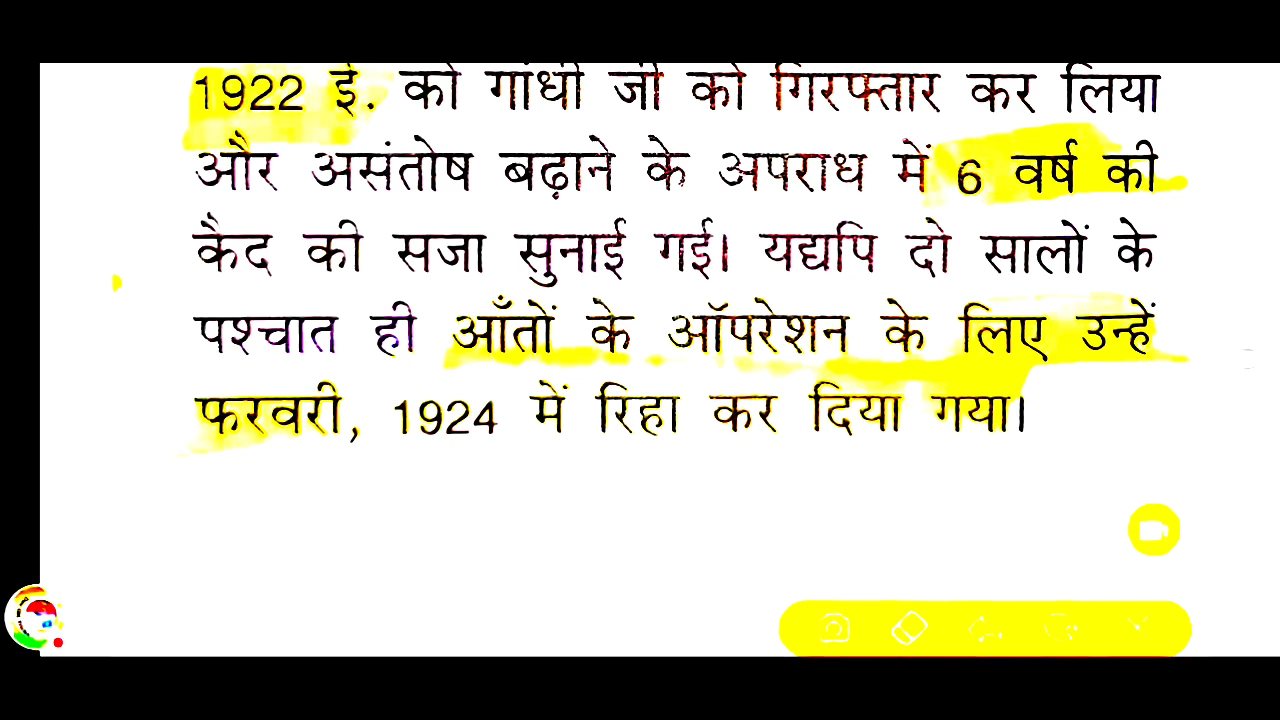 1922 ई. को गांधी जी को गिरफ्तार कर लिया
और असंतोष बढ़ाने के अपराध में 6 वर्ष की
कैद की सजा सुनाई गई। यद्यपि दो सालों के
पश्चात ही आँतों के ऑपरेशन के लिए उन्हें
फरवरी, 1924 में रिहा कर दिया गया।